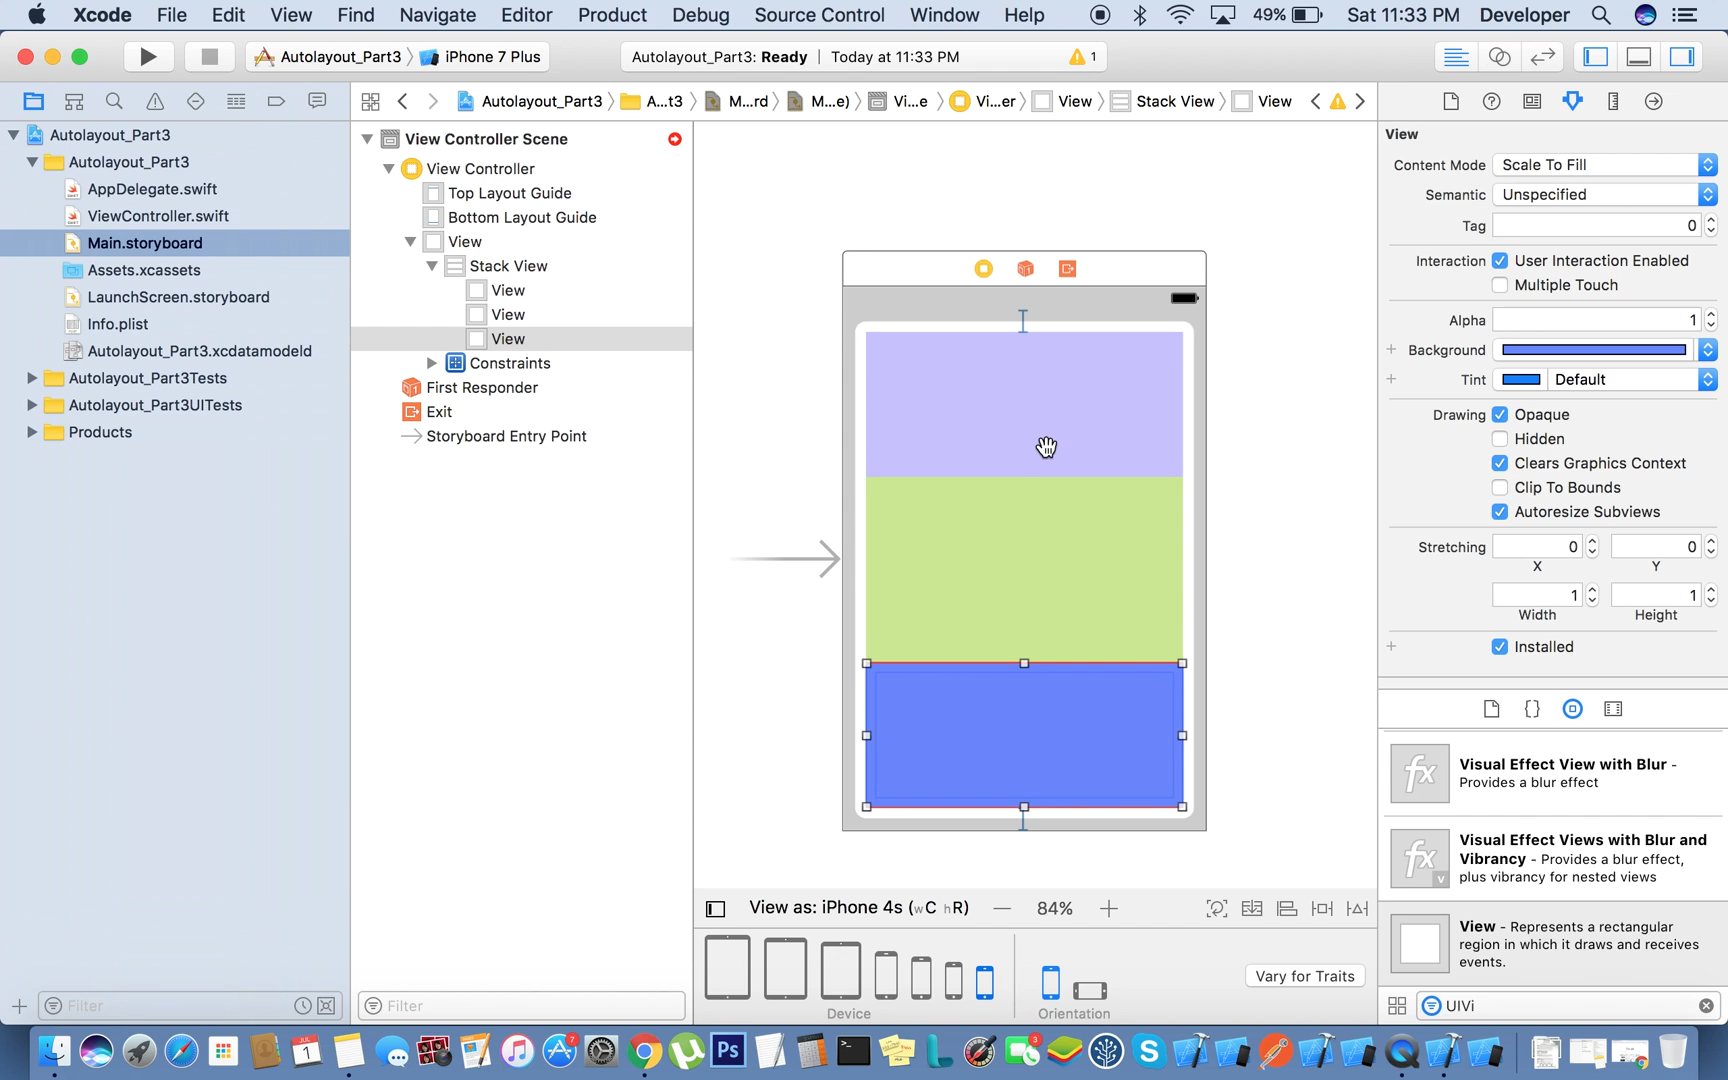 Xcode File Edit View Find Navigate Editor Product Debug Source Control Window Help 49% Sat 11:33 PM Developer
Autolayout_Part3 iPhone 7 Plus Autolayout_Part3: Ready Today at 11:33 PM 1
Autolayout_Part3 A...t3 M...rd M...e) Vi...e Vi...er View Stack View View
Autolayout_Part3
Autolayout_Part3
AppDelegate.swift
ViewController.swift
Main.storyboard
Assets.xcassets
LaunchScreen.storyboard
Info.plist
Autolayout_Part3.xcdatamodeld
Autolayout_Part3Tests
Autolayout_Part3UITests
Products
Filter
View Controller Scene
View Controller
Top Layout Guide
Bottom Layout Guide
View
Stack View
View
View
View
Constraints
First Responder
Exit
Storyboard Entry Point
Filter
View as: iPhone 4s (wC hR) 84%
Vary for Traits
Device Orientation
View
Content Mode Scale To Fill
Semantic Unspecified
Tag 0
Interaction User Interaction Enabled
Multiple Touch
Alpha 1
Background
Tint Default
Drawing Opaque
Hidden
Clears Graphics Context
Clip To Bounds
Autoresize Subviews
Stretching 0 0
X Y
1 1
Width Height
Installed
fx
Visual Effect View with Blur -
Provides a blur effect
fx
v
Visual Effect Views with Blur and
Vibrancy - Provides a blur effect,
plus vibrancy for nested views
View - Represents a rectangular
region in which it draws and receives
events.
UIVi
JUL
1
7
Ps
3
S